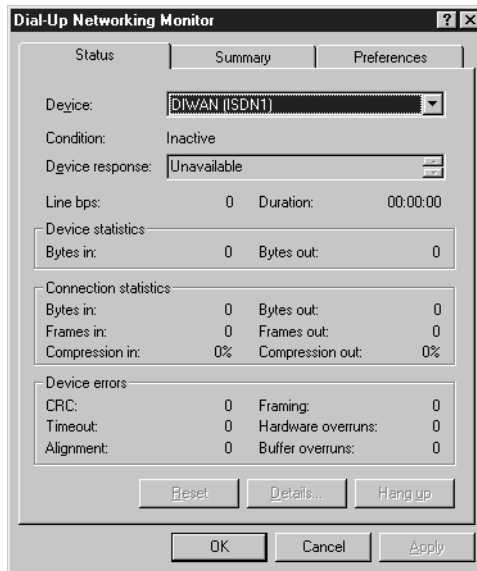 Dial-Up Networking Monitor
Status Summary Preferences
Device: DIWAN (ISDN1)
Condition: Inactive
Device response: Unavailable
Line bps: 0 Duration: 00:00:00
Device statistics
Bytes in: 0 Bytes out: 0
Connection statistics
Bytes in: 0 Bytes out: 0
Frames in: 0 Frames out: 0
Compression in: 0% Compression out: 0%
Device errors
CRC: 0 Framing: 0
Timeout: 0 Hardware overruns: 0
Alignment: 0 Buffer overruns: 0
Reset Details... Hang up
OK Cancel Apply